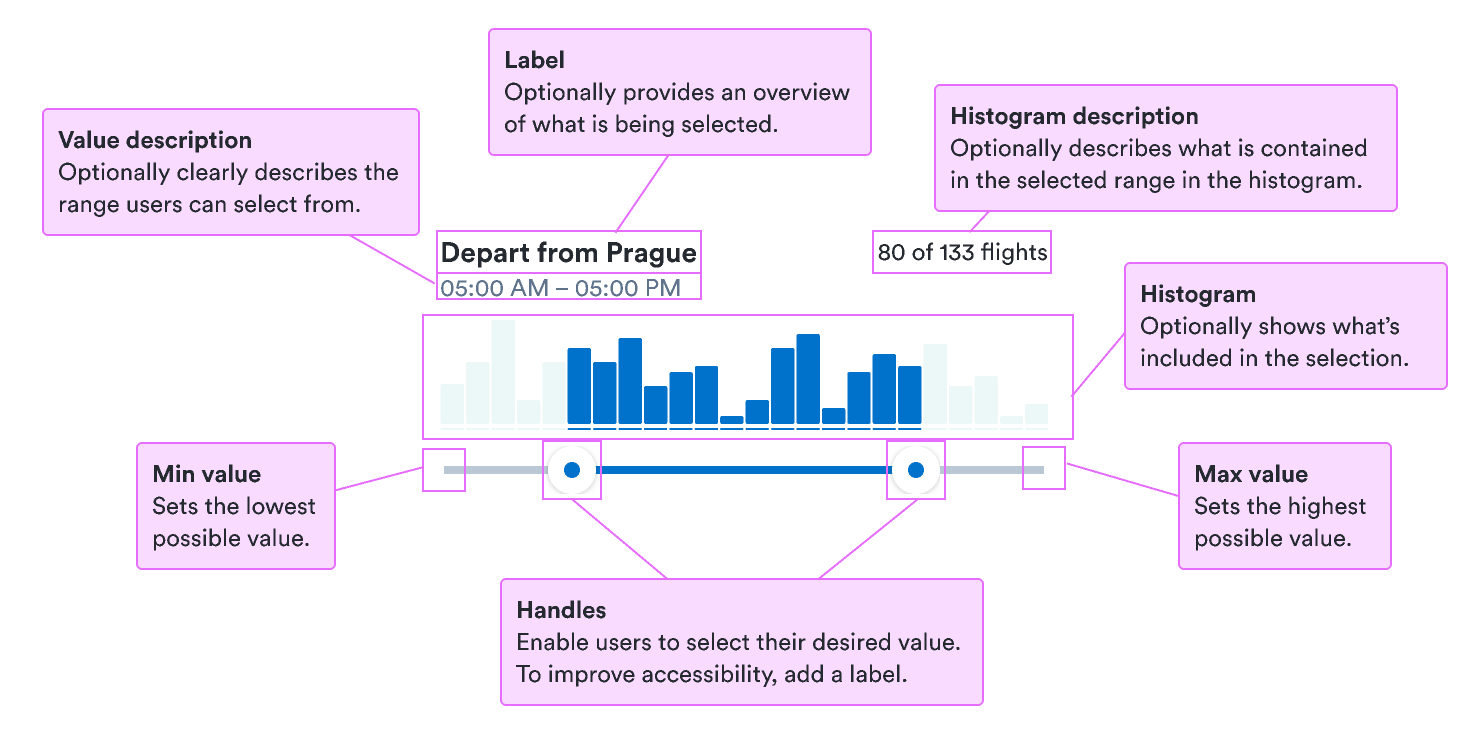 Label
Optionally provides an overview
of what is being selected.
Value description
Optionally clearly describes the
range users can select from.
Histogram description
Optionally describes what is contained
in the selected range in the histogram.
Depart from Prague
80 of 133 flights
05:00 AM – 05:00 PM
Histogram
Optionally shows what’s
included in the selection.
Min value
Sets the lowest
possible value.
Max value
Sets the highest
possible value.
Handles
Enable users to select their desired value.
To improve accessibility, add a label.